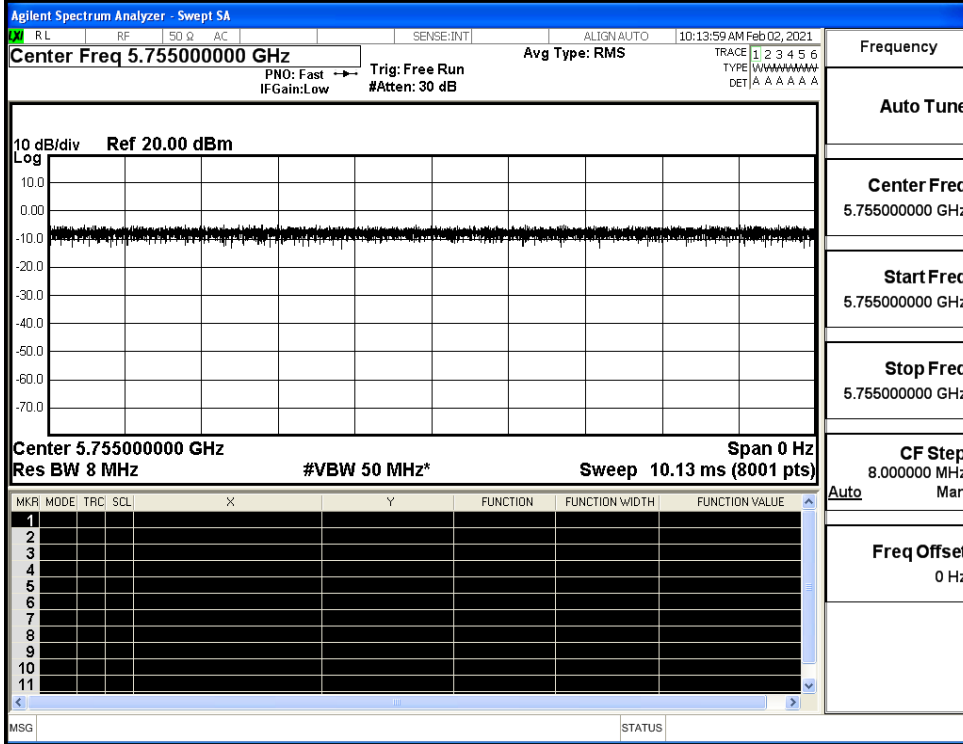 Agilent Spectrum Analyzer - Swept SA
LXI RL RF 50 Ω AC SENSE:INT ALIGN AUTO 10:13:59 AM Feb 02, 2021
Center Freq 5.755000000 GHz
PNO: Fast
IFGain:Low
Trig: Free Run
#Atten: 30 dB
Avg Type: RMS
TRACE 1 2 3 4 5 6
TYPE WWWWWW
DET A A A A A A
10 dB/div Ref 20.00 dBm
Log
10.0
0.00
-10.0
-20.0
-30.0
-40.0
-50.0
-60.0
-70.0
Center 5.755000000 GHz Span 0 Hz
Res BW 8 MHz #VBW 50 MHz* Sweep 10.13 ms (8001 pts)
MKR MODE TRC SCL X Y FUNCTION FUNCTION WIDTH FUNCTION VALUE
1
2
3
4
5
6
7
8
9
10
11
MSG STATUS
Frequency
Auto Tune
Center Freq
5.755000000 GHz
Start Freq
5.755000000 GHz
Stop Freq
5.755000000 GHz
CF Step
8.000000 MHz
Auto Man
Freq Offset
0 Hz